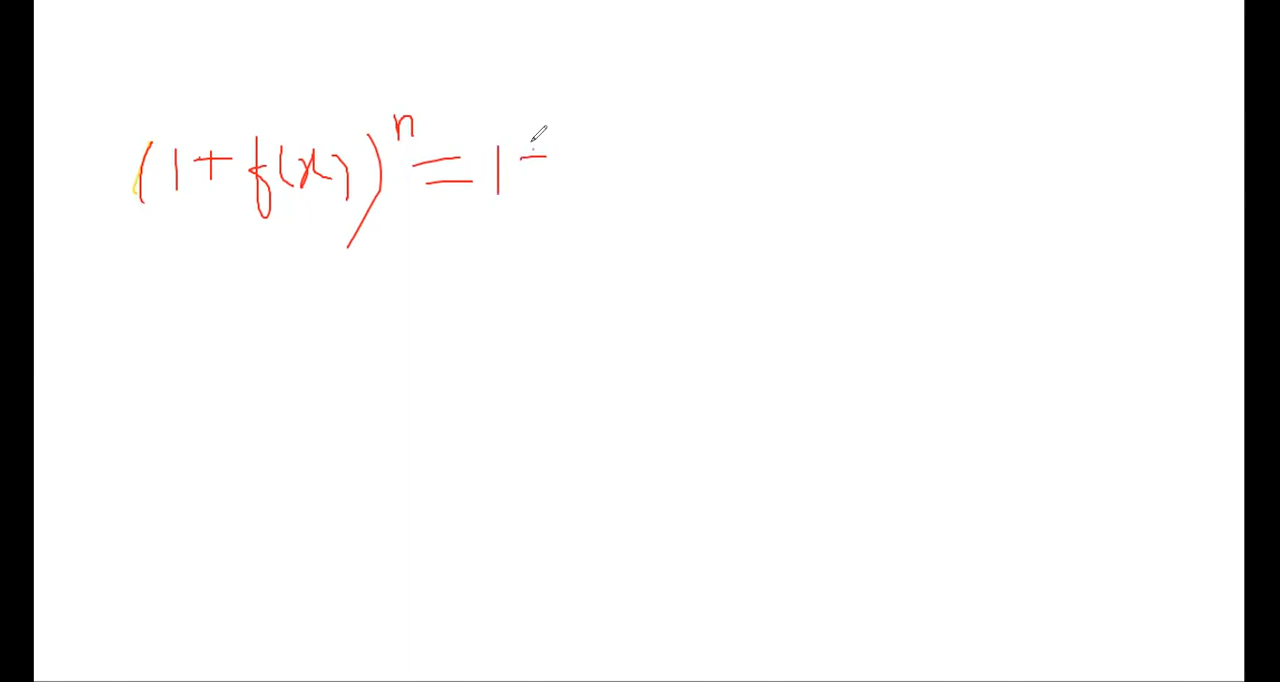 (1 + f(x))^n = 1 -